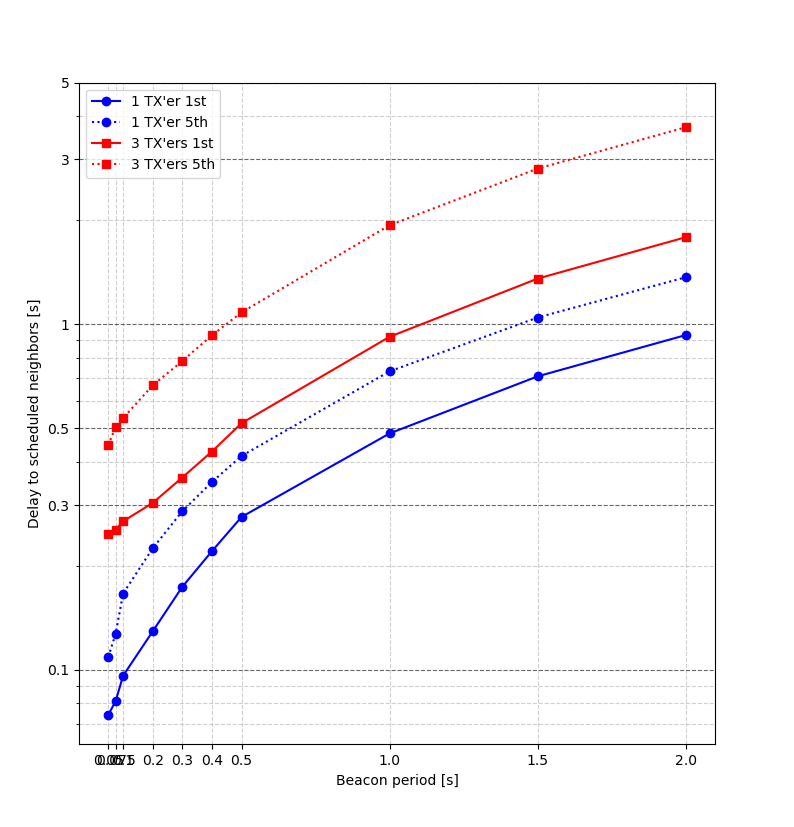 5
3
1
0.5
0.3
0.1
Delay to scheduled neighbors [s]
1 TX'er 1st
1 TX'er 5th
3 TX'ers 1st
3 TX'ers 5th
0.2 0.3 0.4 0.5 1.0 1.5 2.0
Beacon period [s]